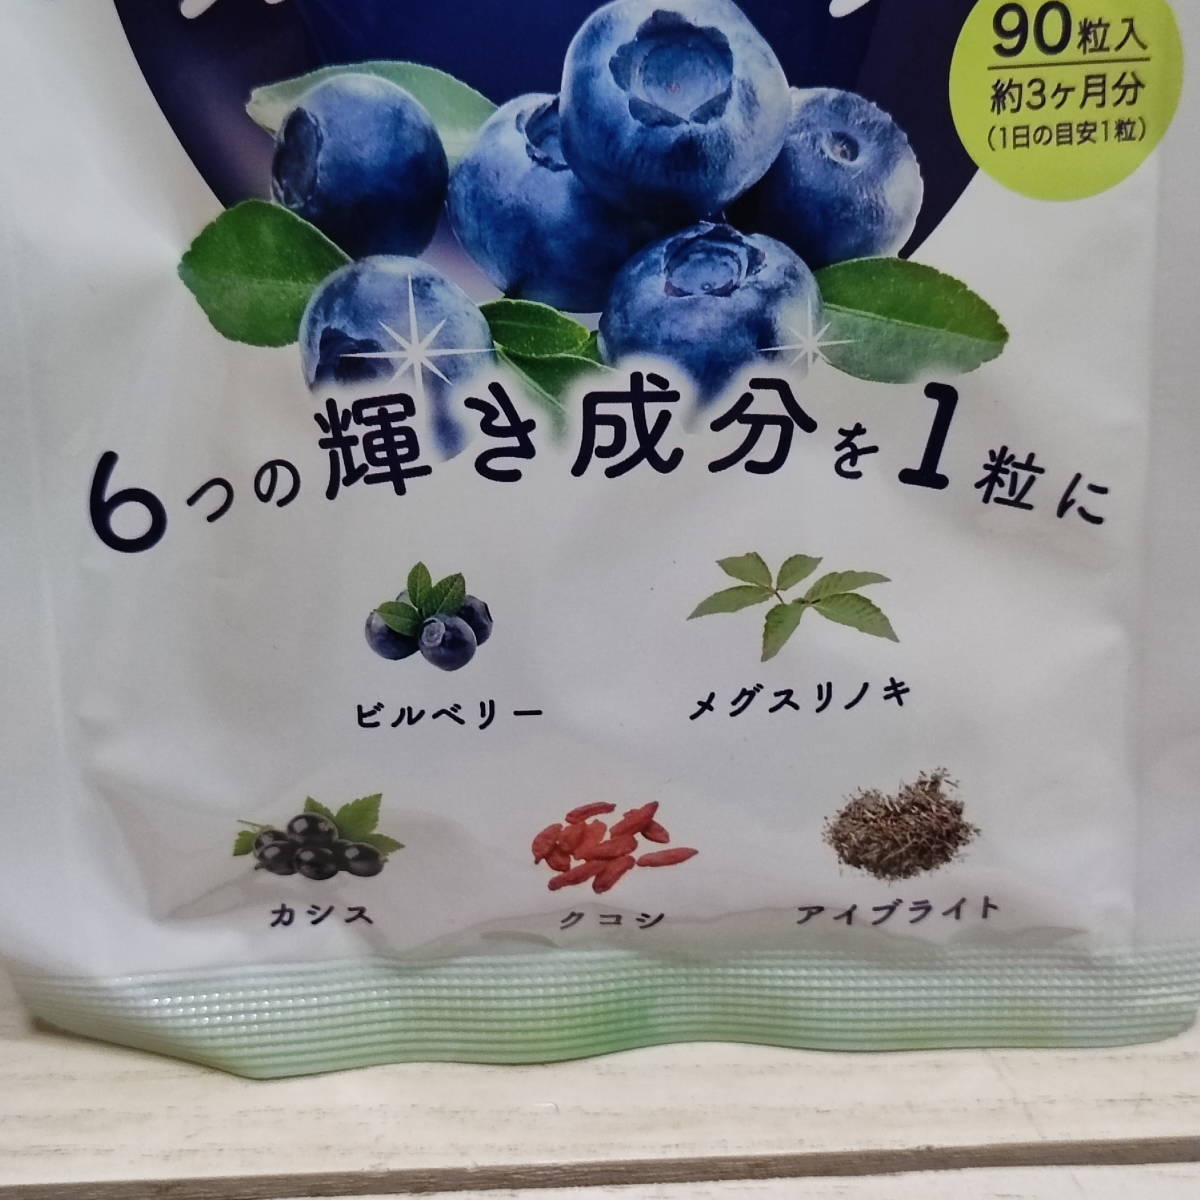 90粒入
約3ヶ月分
(1日の目安1粒)
6つの輝き成分を1粒に
ビルベリー
メグスリノキ
カシス
クコシ
アイブライト